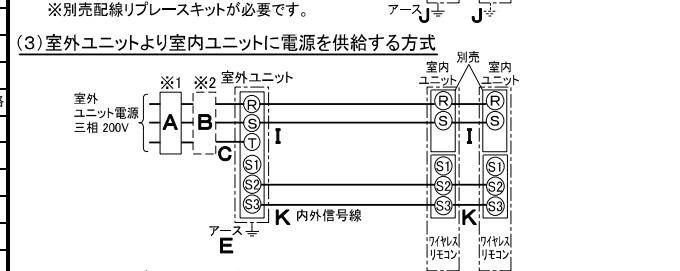 ※別売配線リプレースキットが必要です。
アース J J
(3)室外ユニットより室内ユニットに電源を供給する方式
※1 ※2 室外ユニット 別売
室内ユニット 室内ユニット
室外
ユニット電源
三相 200V
A B C
R S T S1 S2 S3
I
R S S1 S2 S3
I
R S S1 S2 S3
K 内外信号線 K
アース
E
ワイヤレス
リモコン
ワイヤレス
リモコン